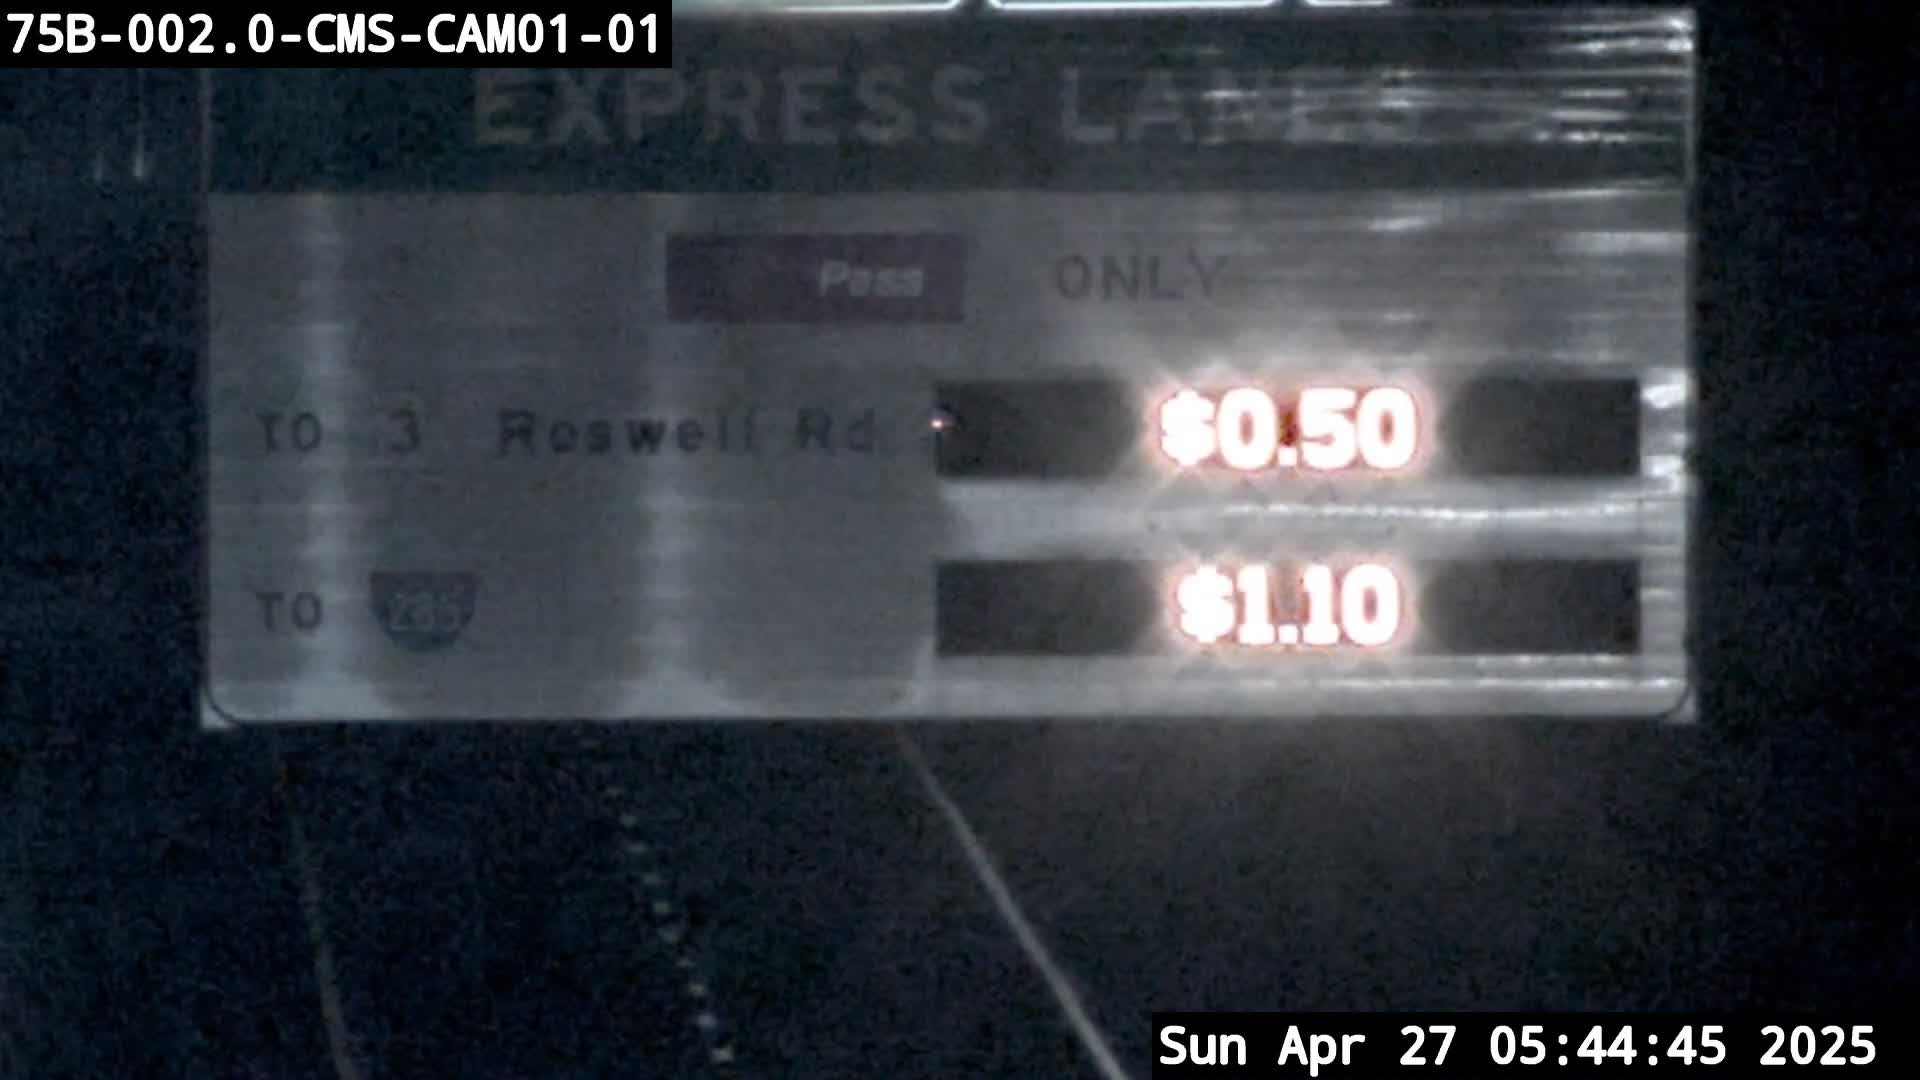 75B-002.0-CMS-CAM01-01
EXPRESS LANES
Pass ONLY
TO 3 Roswell Rd $0.50
TO 285 $1.10
Sun Apr 27 05:44:45 2025